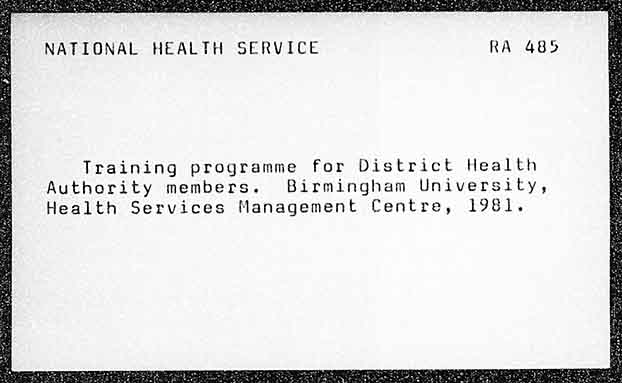 NATIONAL HEALTH SERVICE RA 485
Training programme for District Health
Authority members. Birmingham University,
Health Services Management Centre, 1981.